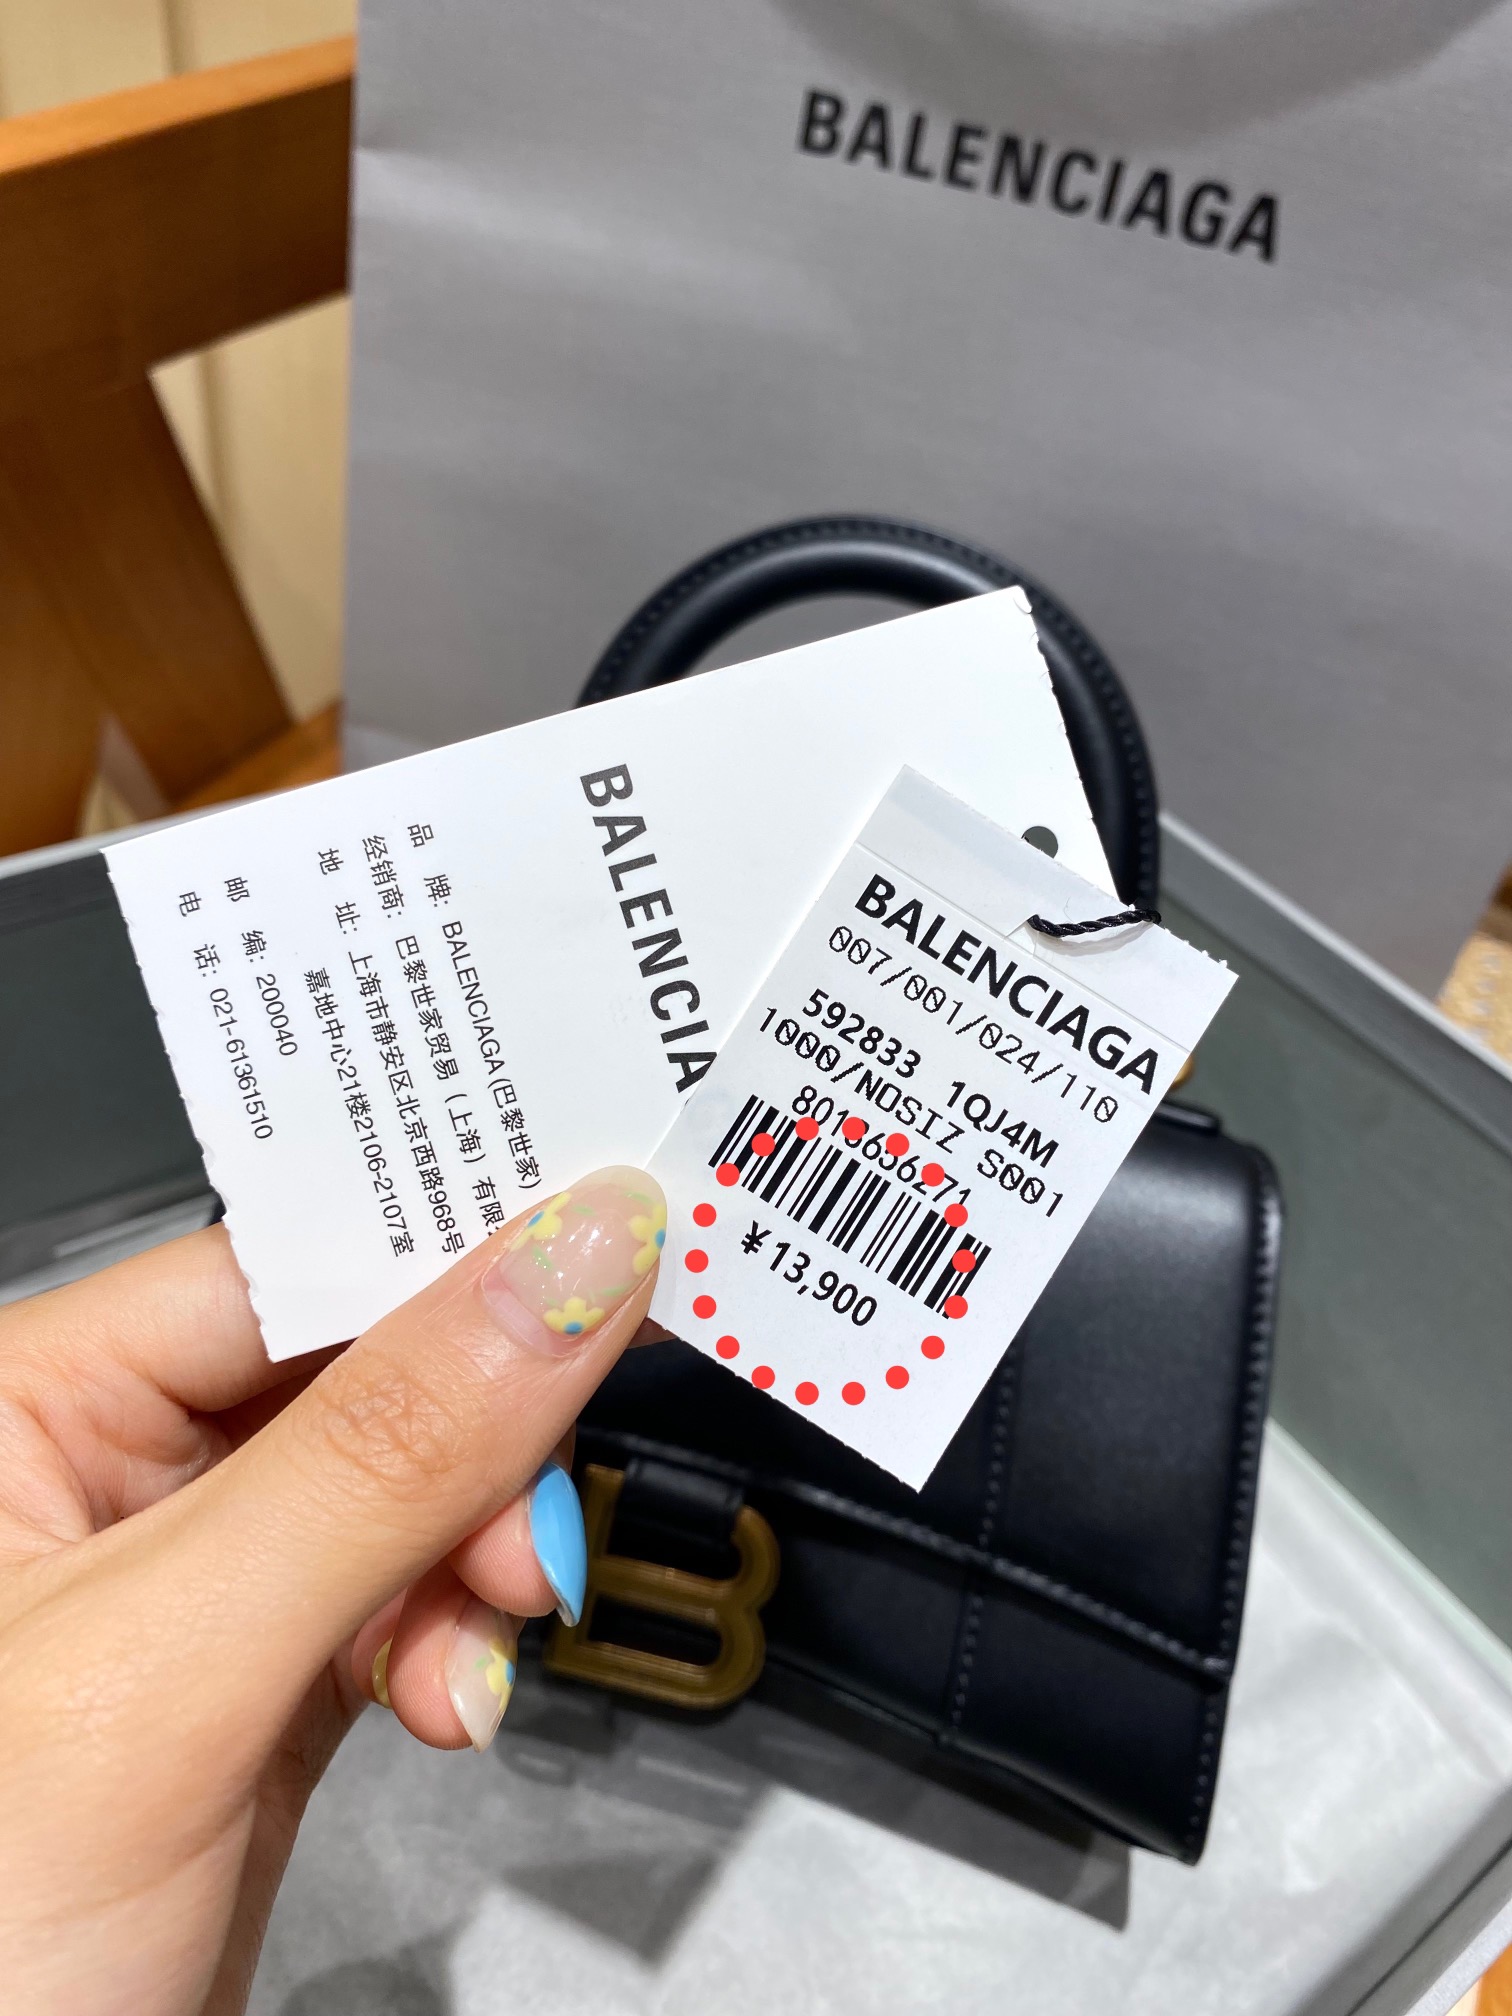 BALENCIAGA
BALENCIA
品 牌: BALENCIAGA(巴黎世家)
经销商: 巴黎世家贸易(上海)有限
地 址: 上海市静安区北京西路968号
嘉地中心21楼2106-2107室
邮 编: 200040
电 话: 021-61361510
BALENCIAGA
007/001/024/110
592833 1QJ4M
1000/NOSIZ S001
8013636271
¥13,900
B